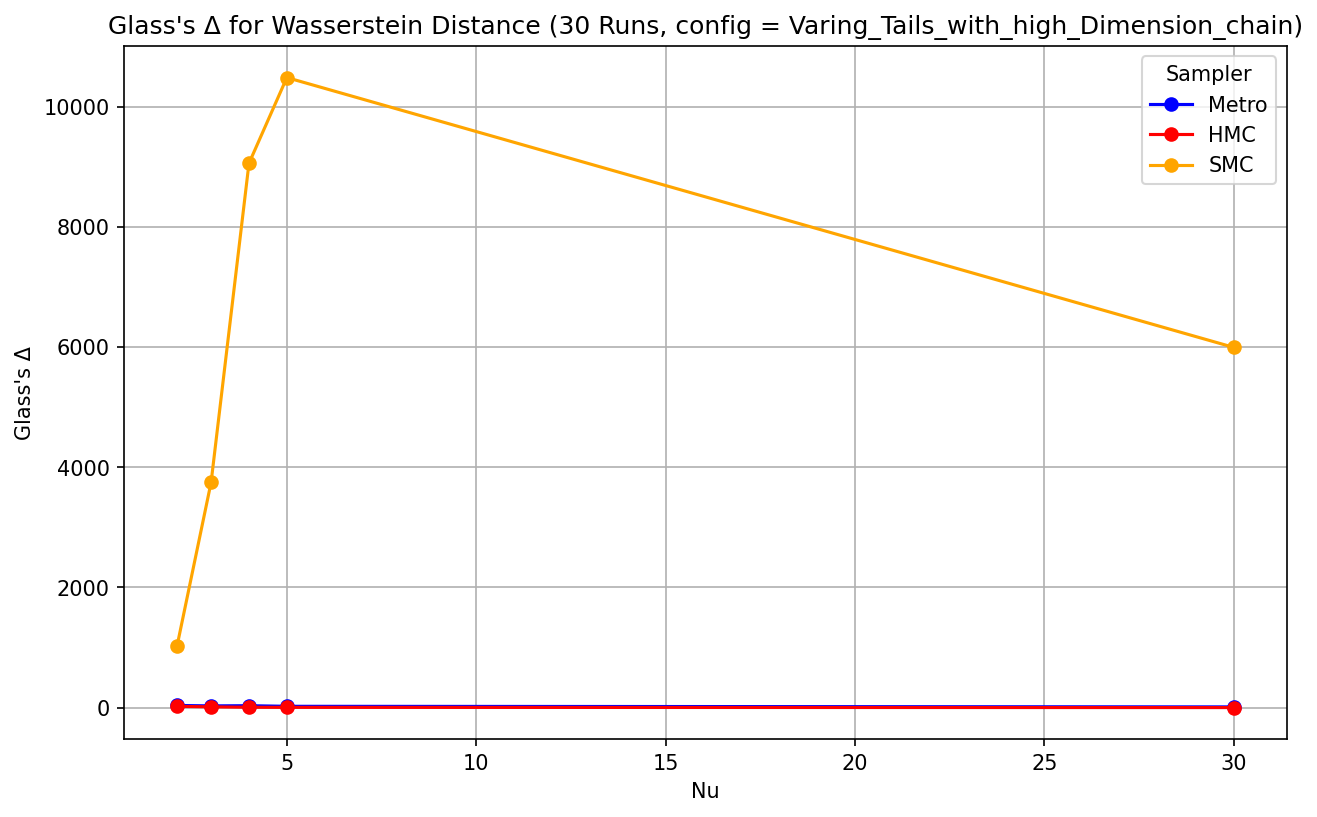 Glass's Δ for Wasserstein Distance (30 Runs, config = Varing_Tails_with_high_Dimension_chain)
Sampler
Metro
HMC
SMC
Glass's Δ
10000
8000
6000
4000
2000
0
5
10
15
20
25
30
Nu